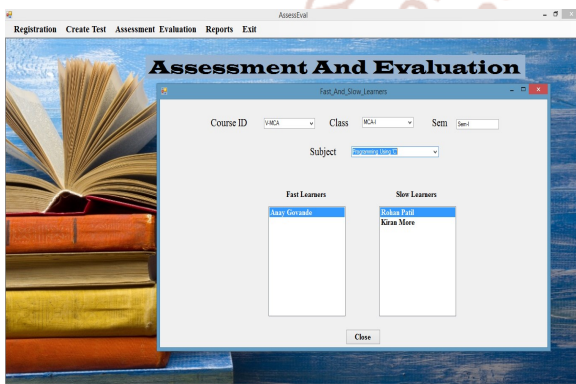 AssessEval
Registration Create Test Assessment Evaluation Reports Exit
Assessment And Evaluation
Fast_And_Slow_Learners
Course ID V-MCA Class MCA-I Sem Sem-I
Subject Programming Using C
Fast Learners Slow Learners
Anay Govande Rohan Patil
Kiran More
Close